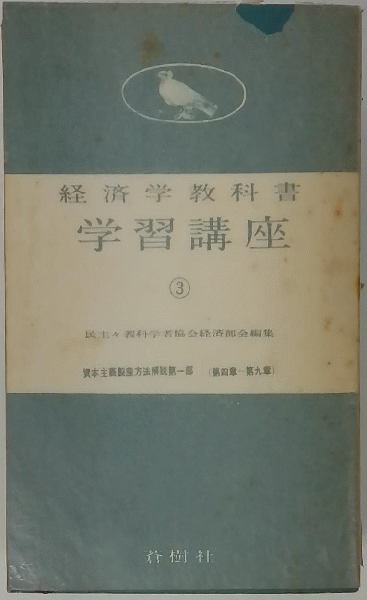 経済学教科書
学習講座
③
民主々義科学者協会経済部会編集
資本主義製産方法解説第一部 (第四章―第九章)
蒼樹社